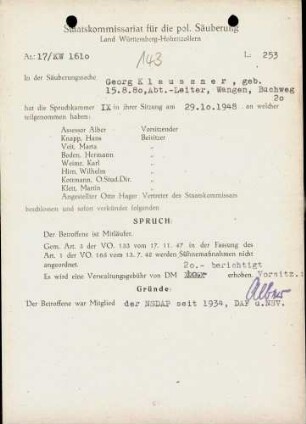 Staatskommissariat für die pol. Säuberung
Land Württemberg-Hohenzollern
Az: 17/KW 1610
143
L 253
In der Säuberungssache
Georg Klaussner, geb.
15.8.80, Abt.-Leiter, Wangen, Buchweg
20
hat die Spruchkammer IX in ihrer Sitzung am 29.10.1948 an welcher
teilgenommen haben:
Assessor Alber Vorsitzender
Knapp, Hans Beisitzer
Veit, Maria „
Boden, Hermann „
Weimer, Karl „
Hirn, Wilhelm „
O.Stud.Dir. „
Klett, Martin „
Angestellter Otto Hager Vertreter des Staatskommissars
beschlossen und sofort verkündet folgenden
SPRUCH:
Der Betroffene ist Mitläufer.
Gem. Art. 3 der VO. 133 vom 17. 11. 47 in der Fassung des
Art. 1 der VO. 165 vom 13. 7. 48 werden Sühnemaßnahmen nicht
angeordnet
20.- berichtigt
Es wird eine Verwaltungsgebühr von DM erhoben. Vorsitz.:
Alber
Gründe:
Der Betroffene war Mitglied der NSDAP seit 1934, DAF u. NSV.